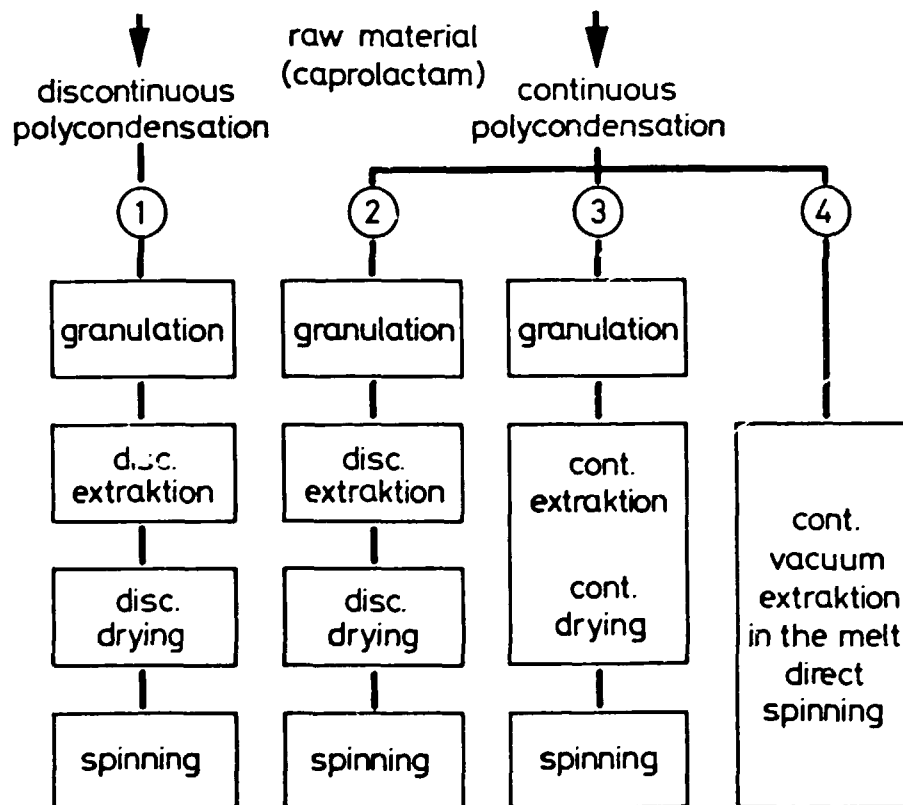 raw material
(caprolactam)
discontinuous
polycondensation
continuous
polycondensation
1
2
3
4
granulation
granulation
granulation
disc.
extraktion
disc.
extraktion
cont.
extraktion
cont.
drying
cont.
vacuum
extraktion
in the melt
direct
spinning
disc.
drying
disc.
drying
spinning
spinning
spinning